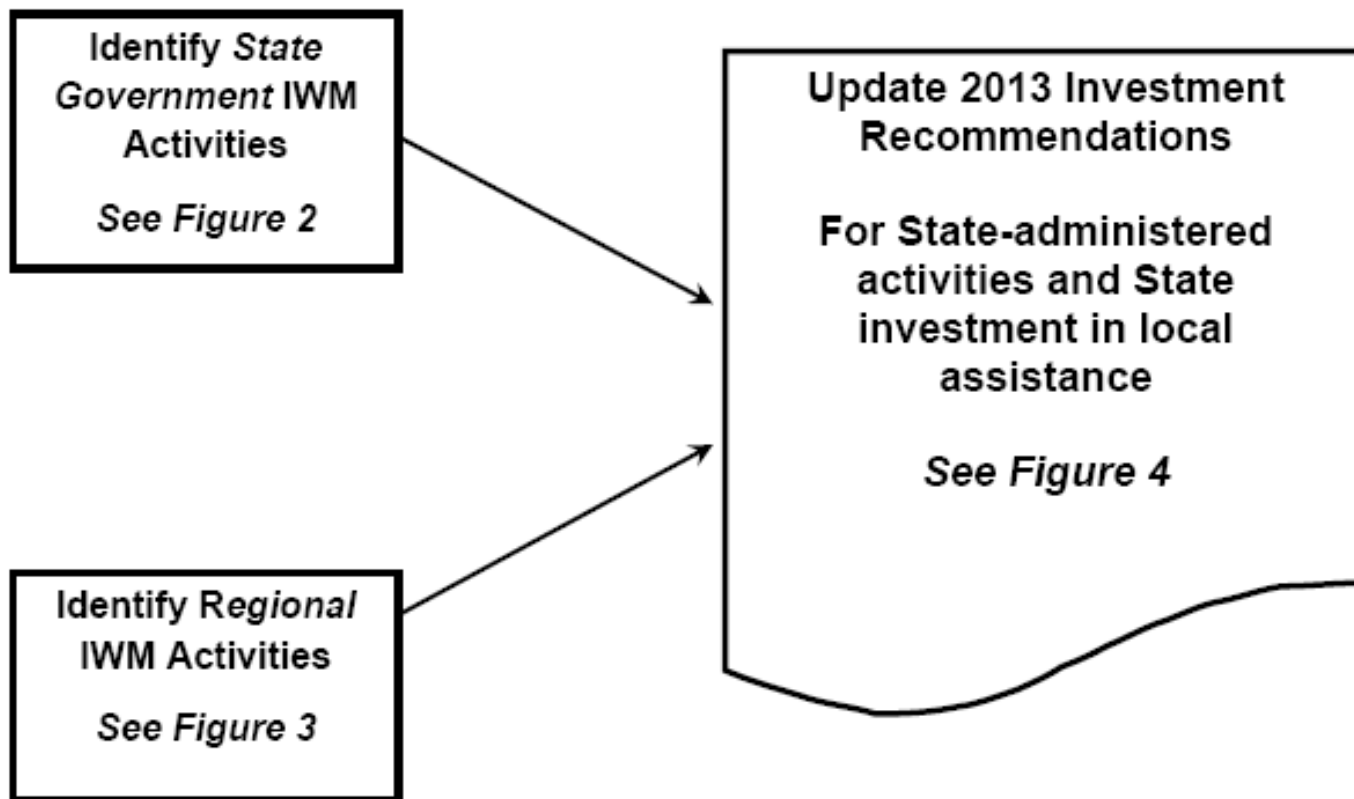 Identify State
Government IWM
Activities
See Figure 2
Update 2013 Investment
Recommendations
For State-administered
activities and State
investment in local
assistance
See Figure 4
Identify Regional
IWM Activities
See Figure 3